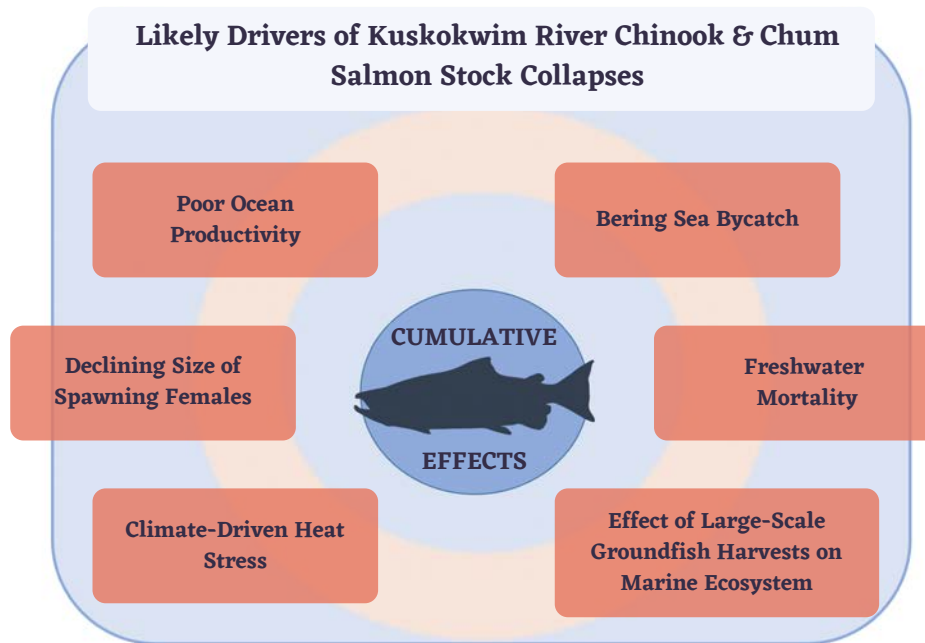 Likely Drivers of Kuskokwim River Chinook & Chum
Salmon Stock Collapses
Poor Ocean
Productivity
Bering Sea Bycatch
Declining Size of
Spawning Females
CUMULATIVE
EFFECTS
Freshwater
Mortality
Climate-Driven Heat
Stress
Effect of Large-Scale
Groundfish Harvests on
Marine Ecosystem